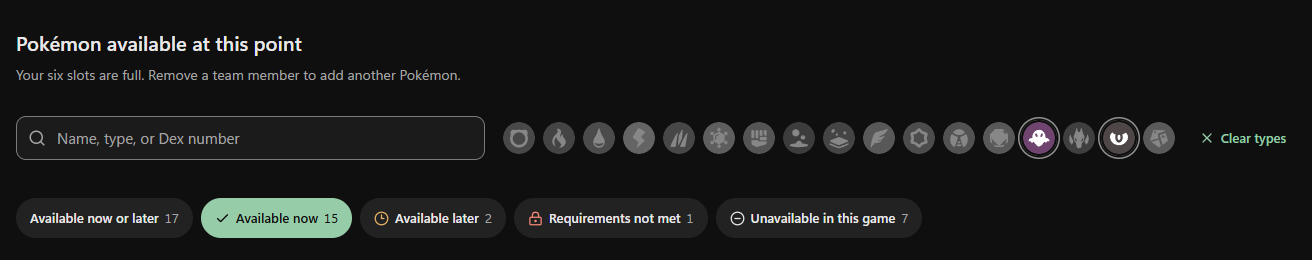 Pokémon available at this point
Your six slots are full. Remove a team member to add another Pokémon.
Name, type, or Dex number
Clear types
Available now or later 17
Available now 15
Available later 2
Requirements not met 1
Unavailable in this game 7